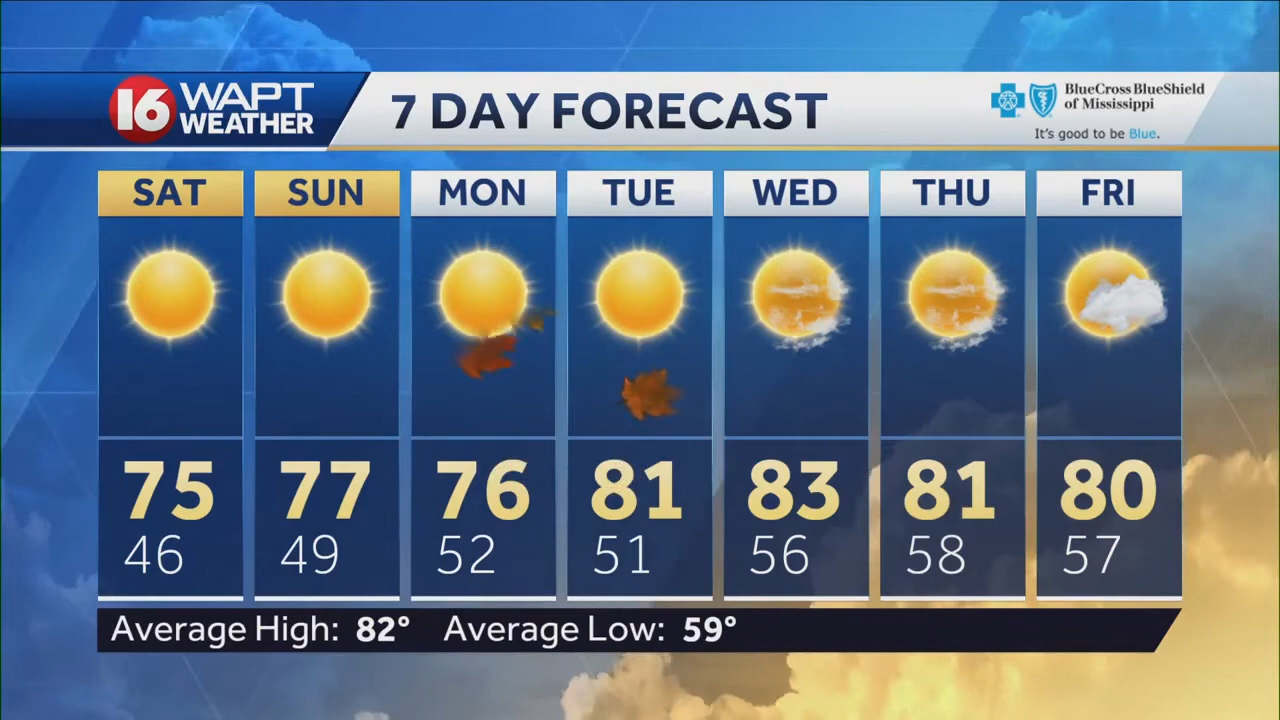 16 WAPT
WEATHER
7 DAY FORECAST
BlueCross BlueShield
of Mississippi
It's good to be Blue.
SAT SUN MON TUE WED THU FRI
75 77 76 81 83 81 80
46 49 52 51 56 58 57
Average High: 82° Average Low: 59°